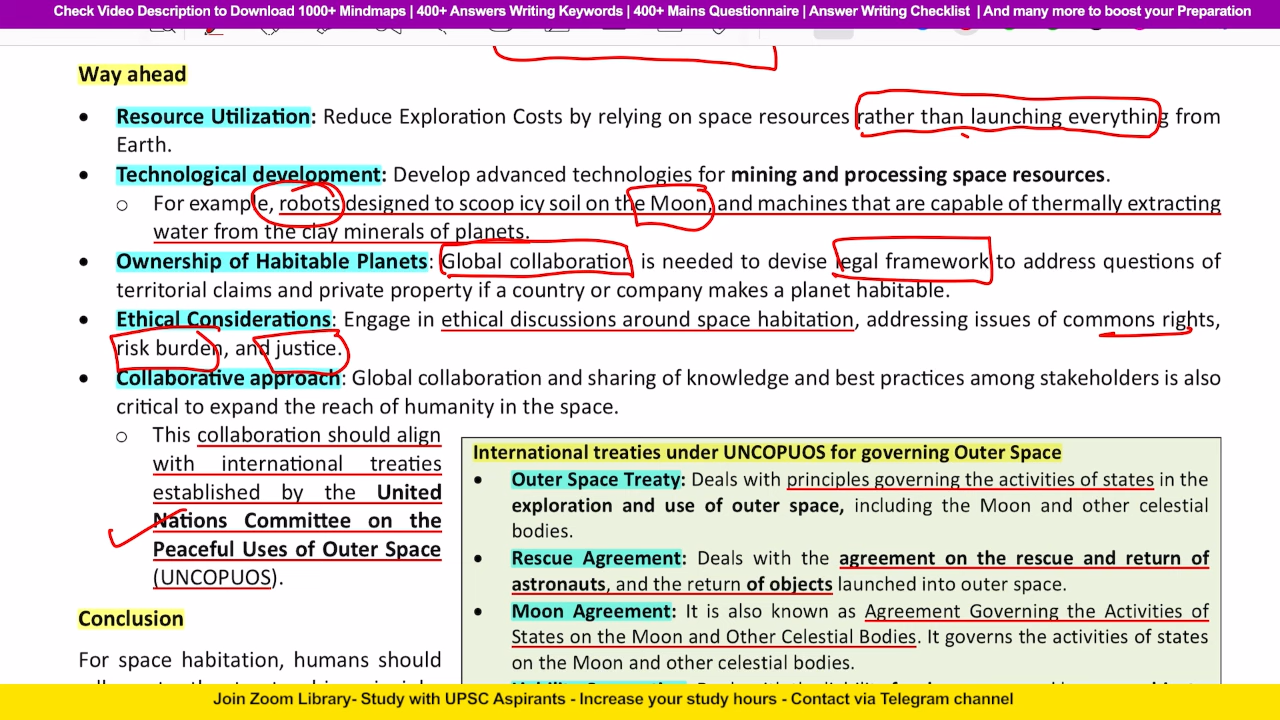 Check Video Description to Download 1000+ Mindmaps | 400+ Answers Writing Keywords | 400+ Mains Questionnaire | Answer Writing Checklist | And many more to boost your Preparation
Way ahead
• Resource Utilization: Reduce Exploration Costs by relying on space resources rather than launching everything from
Earth.
• Technological development: Develop advanced technologies for mining and processing space resources.
o For example, robots designed to scoop icy soil on the Moon, and machines that are capable of thermally extracting
water from the clay minerals of planets.
• Ownership of Habitable Planets: Global collaboration is needed to devise legal framework to address questions of
territorial claims and private property if a country or company makes a planet habitable.
• Ethical Considerations: Engage in ethical discussions around space habitation, addressing issues of commons rights,
risk burden, and justice.
• Collaborative approach: Global collaboration and sharing of knowledge and best practices among stakeholders is also
critical to expand the reach of humanity in the space.
o This collaboration should align
with international treaties
established by the United
Nations Committee on the
Peaceful Uses of Outer Space
(UNCOPUOS).
Conclusion
For space habitation, humans should
International treaties under UNCOPUOS for governing Outer Space
• Outer Space Treaty: Deals with principles governing the activities of states in the
exploration and use of outer space, including the Moon and other celestial
bodies.
• Rescue Agreement: Deals with the agreement on the rescue and return of
astronauts, and the return of objects launched into outer space.
• Moon Agreement: It is also known as Agreement Governing the Activities of
States on the Moon and Other Celestial Bodies. It governs the activities of states
on the Moon and other celestial bodies.
Join Zoom Library- Study with UPSC Aspirants - Increase your study hours - Contact via Telegram channel